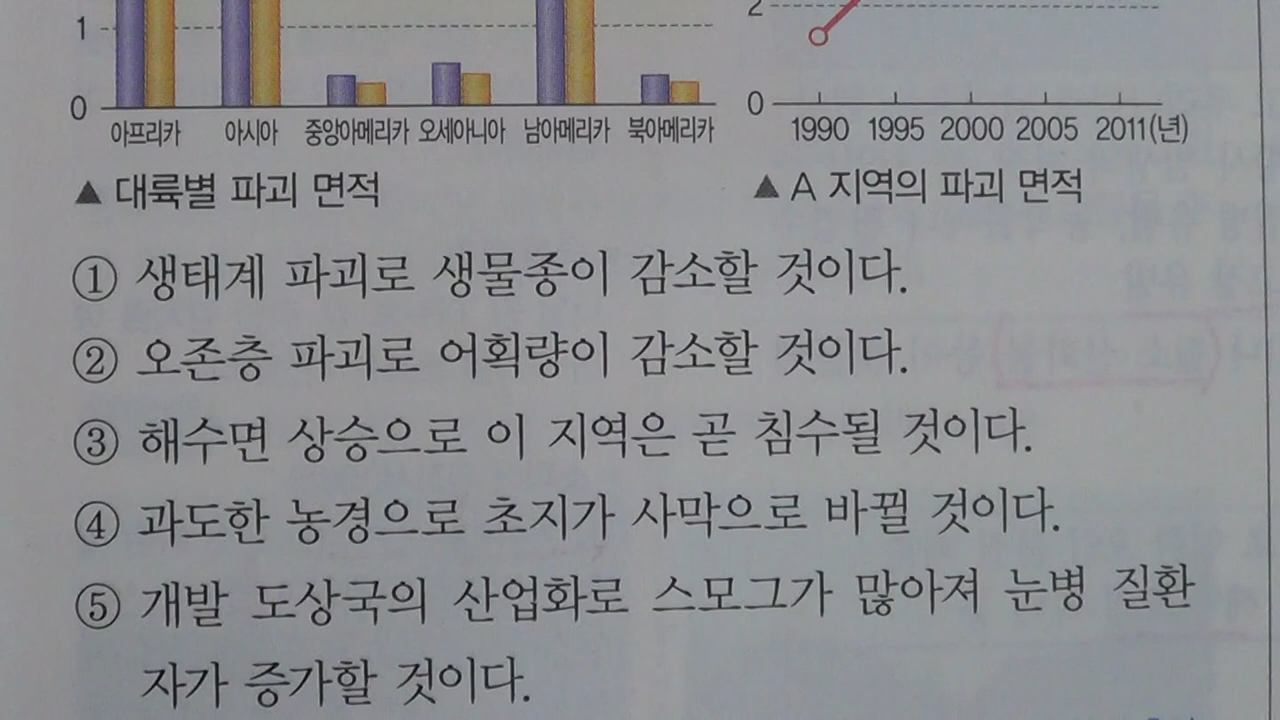 1
0
아프리카 아시아 중앙아메리카 오세아니아 남아메리카 북아메리카
▲ 대륙별 파괴 면적
2
0
1990 1995 2000 2005 2011(년)
▲ A 지역의 파괴 면적
① 생태계 파괴로 생물종이 감소할 것이다.
② 오존층 파괴로 어획량이 감소할 것이다.
③ 해수면 상승으로 이 지역은 곧 침수될 것이다.
④ 과도한 농경으로 초지가 사막으로 바뀔 것이다.
⑤ 개발 도상국의 산업화로 스모그가 많아져 눈병 질환
자가 증가할 것이다.